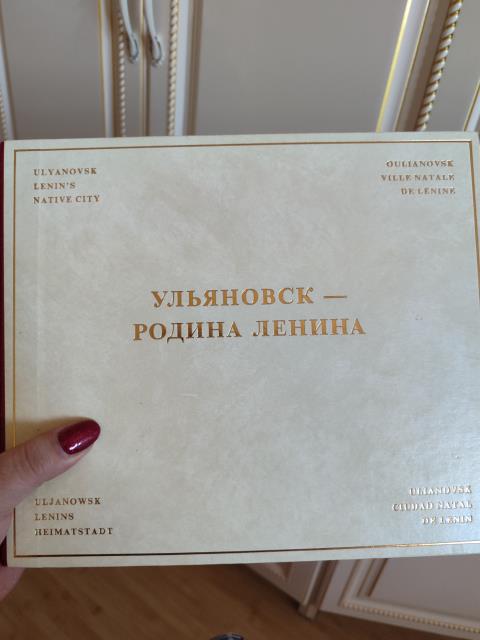 ULYANOVSK
LENIN'S
NATIVE CITY
OULIANOVSK
VILLE NATALE
DE LÉNINE
УЛЬЯНОВСК —
РОДИНА ЛЕНИНА
ULJANOWSK
LENINS
HEIMATSTADT
ULIANOVSK
CIUDAD NATAL
DE LENIN